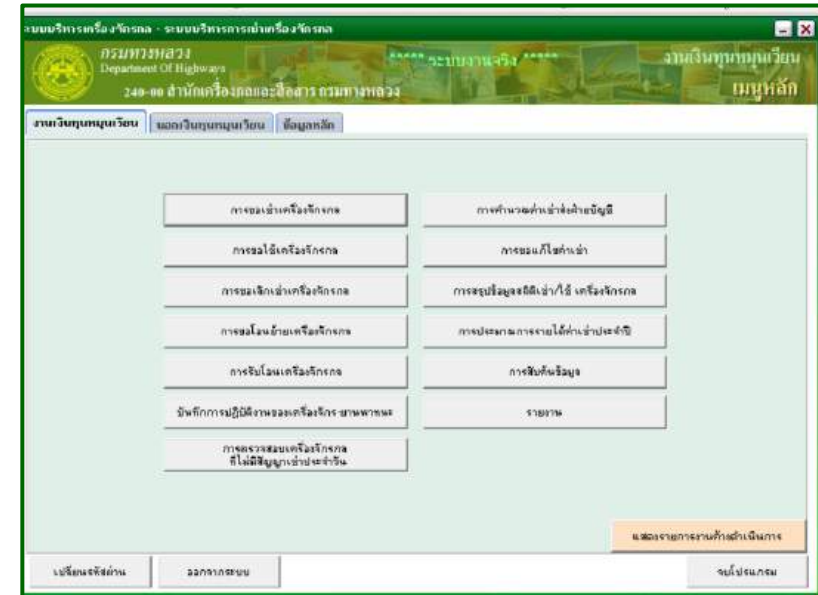 ระบบบริหารเครื่องจักรกล - ระบบบริหารการเช่าเครื่องจักรกล
กรมทางหลวง
Department Of Highways
240-00 สำนักเครื่องกลและสื่อสาร กรมทางหลวง
***** ระบบงานจริง *****
งานเงินทุนหมุนเวียน
เมนูหลัก
งานเงินทุนหมุนเวียน
นอกเงินทุนหมุนเวียน
ข้อมูลหลัก
การขอเช่าเครื่องจักรกล
การคำนวณค่าเช่าส่งฝ่ายบัญชี
การขอใช้เครื่องจักรกล
การขอแก้ไขค่าเช่า
การขอเลิกเช่าเครื่องจักรกล
การสรุปข้อมูลสถิติเช่า/ใช้ เครื่องจักรกล
การขอโอนย้ายเครื่องจักรกล
การประมาณการรายได้ค่าเช่าประจำปี
การรับโอนเครื่องจักรกล
การสืบค้นข้อมูล
บันทึกการปฏิบัติงานของเครื่องจักร-ยานพาหนะ
รายงาน
การตรวจสอบเครื่องจักรกล
ที่ไม่มีสัญญาเช่าประจำวัน
แสดงรายการงานค้างดำเนินการ
เปลี่ยนรหัสผ่าน
ออกจากระบบ
จบโปรแกรม